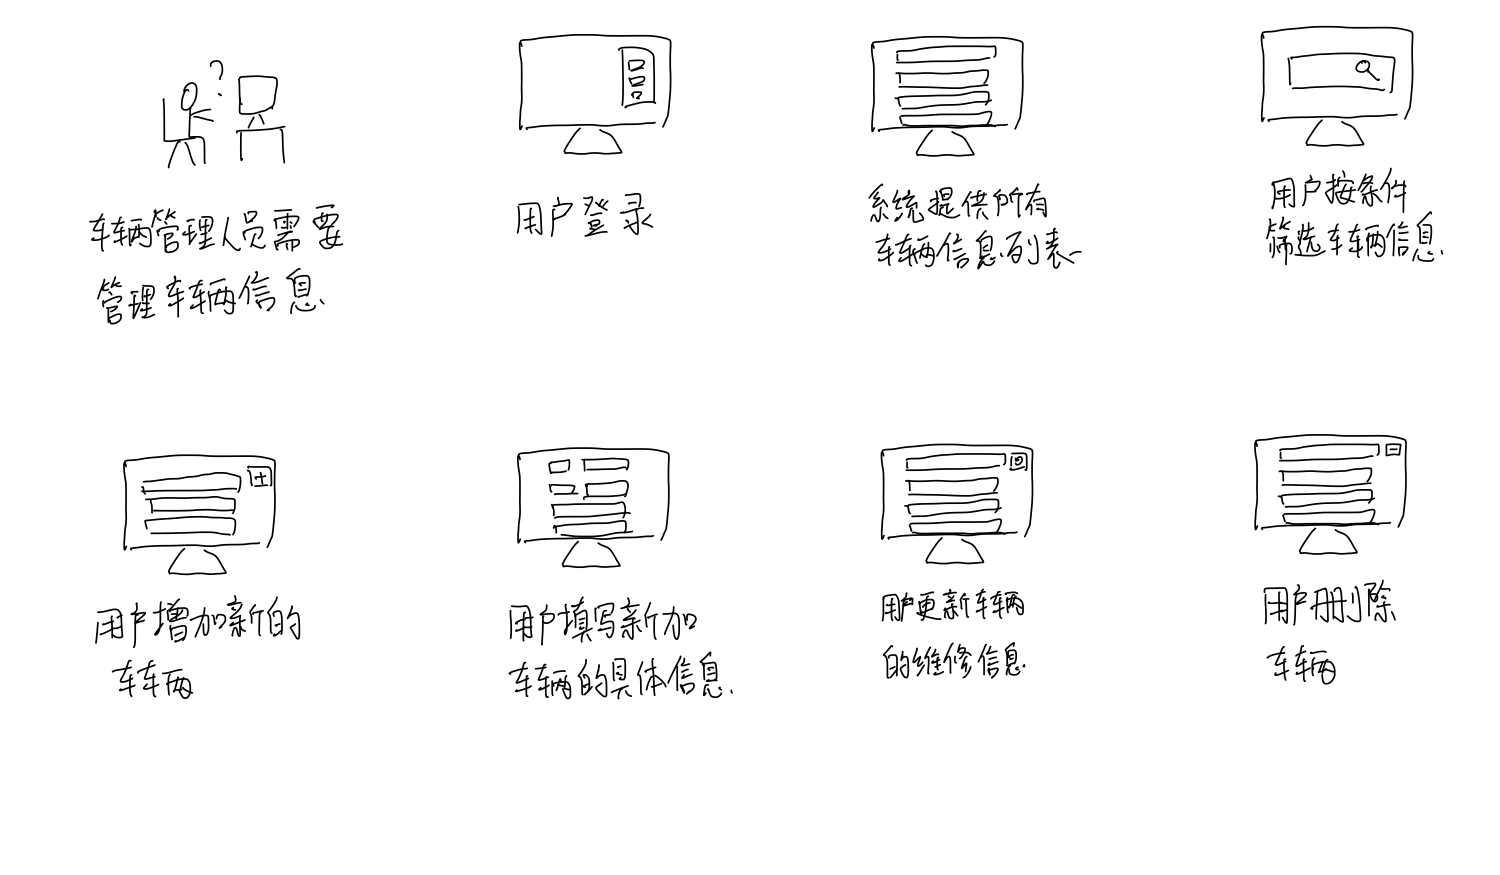 车辆管理人员需要
管理车辆信息.
用户登录
系统提供所有
车辆信息列表
用户按条件
筛选车辆信息.
用户增加新的
车车辆
用户填写新加
车辆的具体信息.
用户更新车辆
的维修信息.
用户删除
车辆